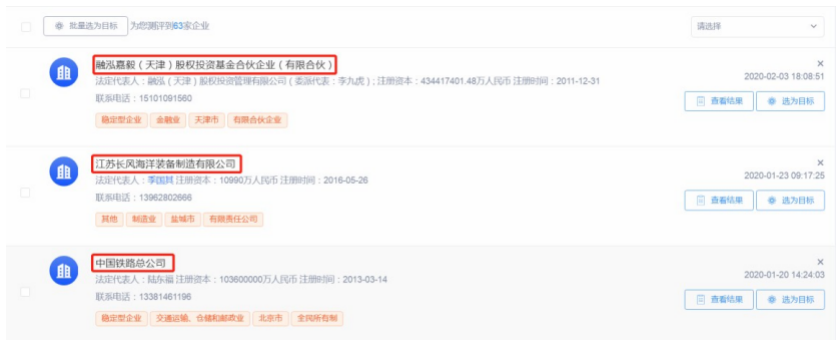 批量选为目标 为您测评到63家企业 请选择
融泓嘉毅（天津）股权投资基金合伙企业（有限合伙）
法定代表人：融泓（天津）股权投资管理有限公司（委派代表：李九虎）; 注册资本：434417401.48万人民币 注册时间：2011-12-31
2020-02-03 18:08:51
联系电话：15101091560
查看结果 选为目标
稳定型企业 金融业 天津市 有限合伙企业
江苏长风海洋装备制造有限公司
法定代表人：李国其 注册资本：10990万人民币 注册时间：2016-05-26
2020-01-23 09:17:25
联系电话：13962802666
查看结果 选为目标
其他 制造业 盐城市 有限责任公司
中国铁路总公司
法定代表人：陆东福 注册资本：103600000万人民币 注册时间：2013-03-14
2020-01-20 14:24:03
联系电话：13381461196
查看结果 选为目标
稳定型企业 交通运输、仓储和邮政业 北京市 全民所有制